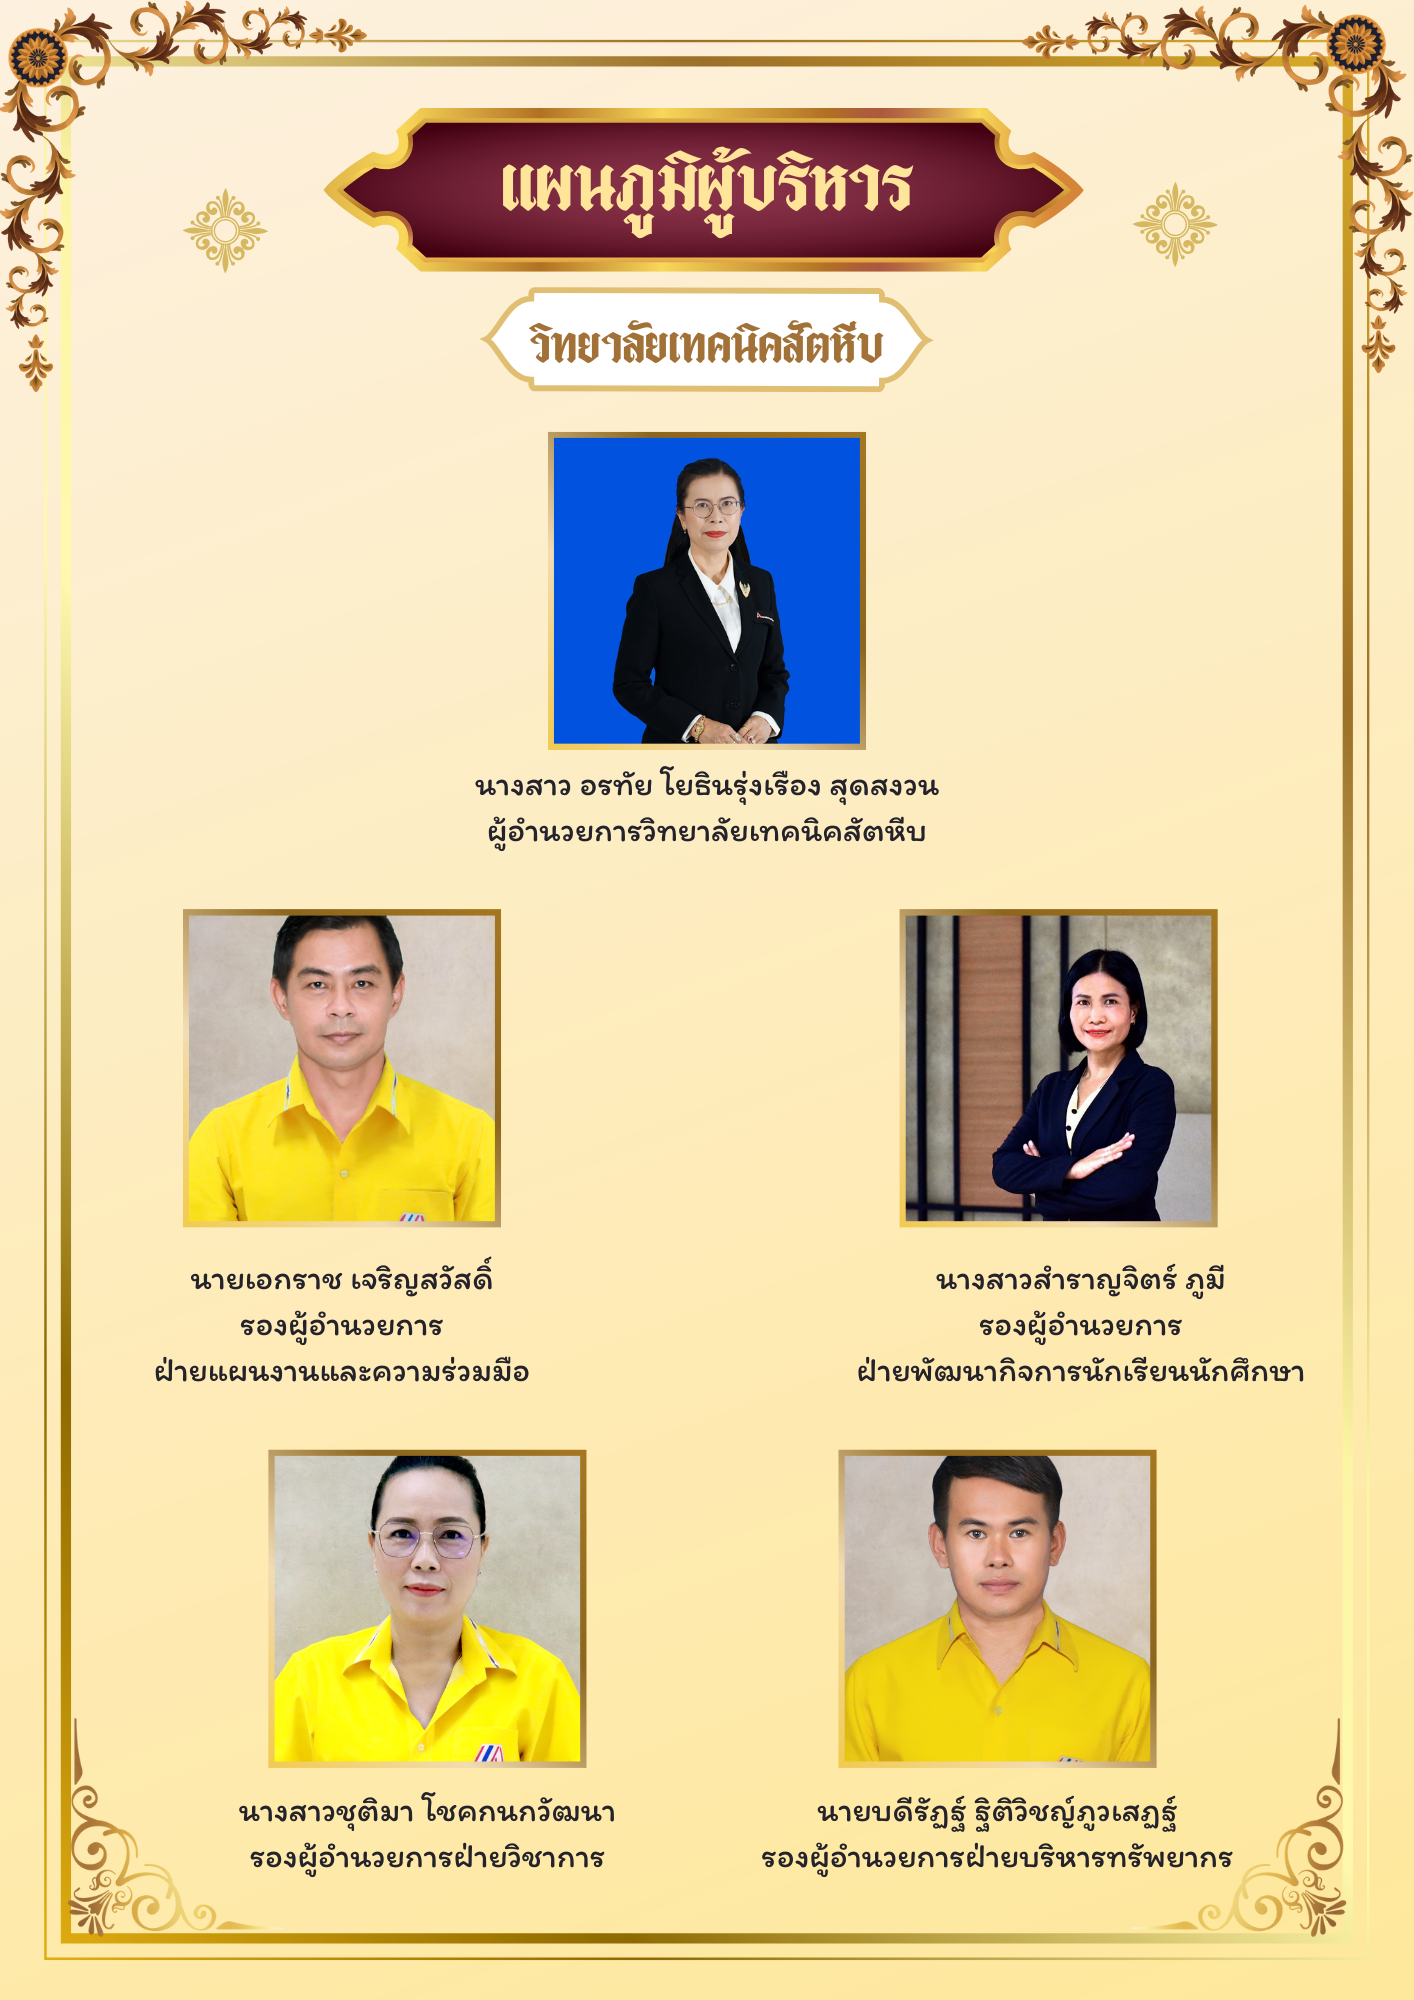 แผนภูมิผู้บริหาร
วิทยาลัยเทคนิคสัตหีบ
นางสาว อรทัย โยธินรุ่งเรือง สุดสงวน
ผู้อำนวยการวิทยาลัยเทคนิคสัตหีบ
นายเอกราช เจริญสวัสดิ์
รองผู้อำนวยการ
ฝ่ายแผนงานและความร่วมมือ
นางสาวสำราญจิตร์ ภูมี
รองผู้อำนวยการ
ฝ่ายพัฒนากิจการนักเรียนนักศึกษา
นางสาวชุติมา โชคกนกวัฒนา
รองผู้อำนวยการฝ่ายวิชาการ
นายบดีรัฏฐ์ ฐิติวิชญ์ภูวเสฏฐ์
รองผู้อำนวยการฝ่ายบริหารทรัพยากร